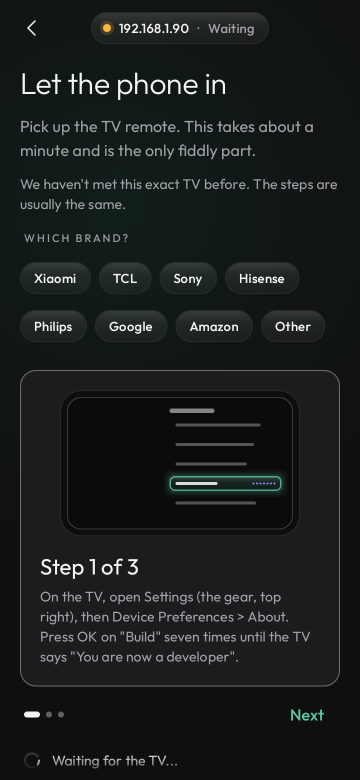 192.168.1.90 · Waiting
Let the phone in
Pick up the TV remote. This takes about a
minute and is the only fiddly part.
We haven't met this exact TV before. The steps are
usually the same.
WHICH BRAND?
Xiaomi TCL Sony Hisense
Philips Google Amazon Other
Step 1 of 3
On the TV, open Settings (the gear, top
right), then Device Preferences > About.
Press OK on "Build" seven times until the TV
says "You are now a developer".
Next
Waiting for the TV...